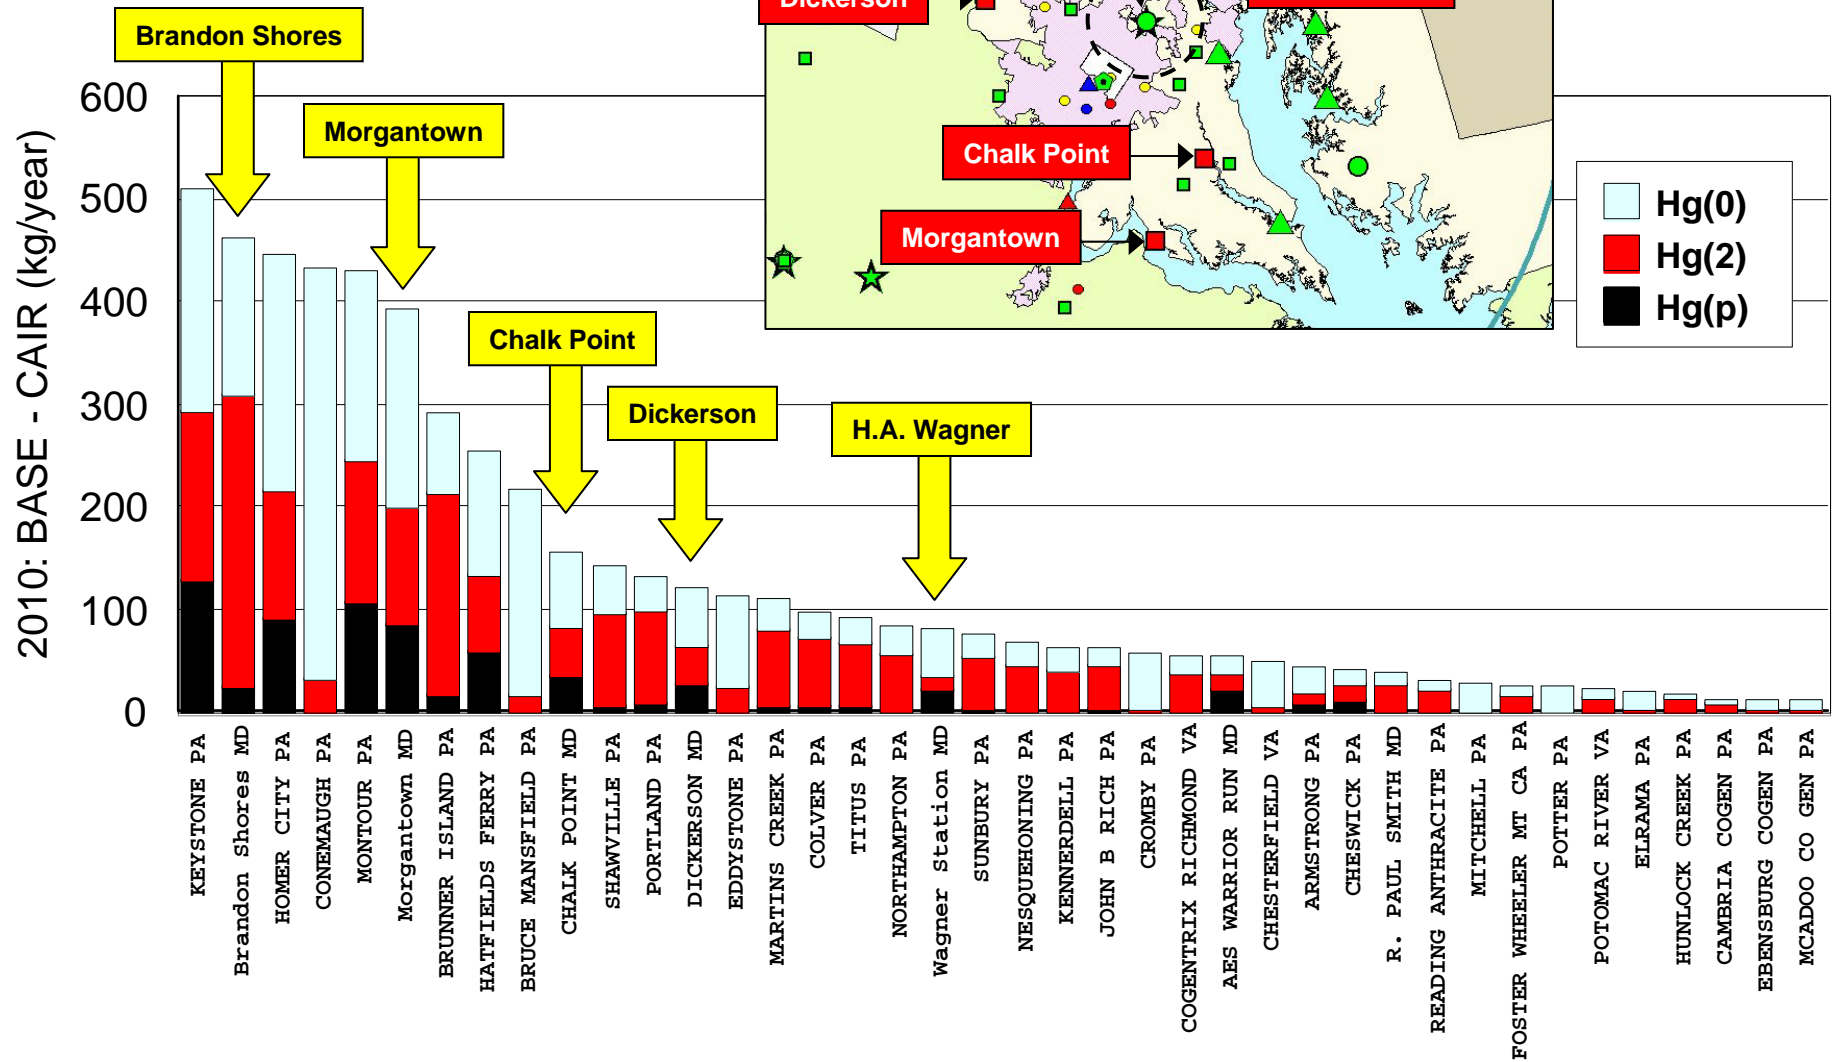 Dickerson
Brandon Shores
Morgantown
Chalk Point
Dickerson
H.A. Wagner
Chalk Point
Morgantown
Hg(0)
Hg(2)
Hg(p)
2010: BASE - CAIR (kg/year)
600
500
400
300
200
100
0
KEYSTONE PA
Brandon Shores MD
HOMER CITY PA
CONEMAUGH PA
MONTOUR PA
Morgantown MD
BRUNNER ISLAND PA
HATFIELDS FERRY PA
BRUCE MANSFIELD PA
CHALK POINT MD
SHAWVILLE PA
PORTLAND PA
DICKERSON MD
EDDYSTONE PA
MARTINS CREEK PA
COLVER PA
TITUS PA
NORTHAMPTON PA
Wagner Station MD
SUNBURY PA
NESQUEHONING PA
KENNERDELL PA
JOHN B RICH PA
CROMBY PA
COGENTRIX RICHMOND VA
AES WARRIOR RUN MD
CHESTERFIELD VA
ARMSTRONG PA
CHESWICK PA
R. PAUL SMITH MD
READING ANTHRACITE PA
MITCHELL PA
FOSTER WHEELER MT CA PA
POTTER PA
POTOMAC RIVER VA
ELRAMA PA
HUNLOCK CREEK PA
CAMBRIA COGEN PA
EBENSBURG COGEN PA
MCADOO CO GEN PA